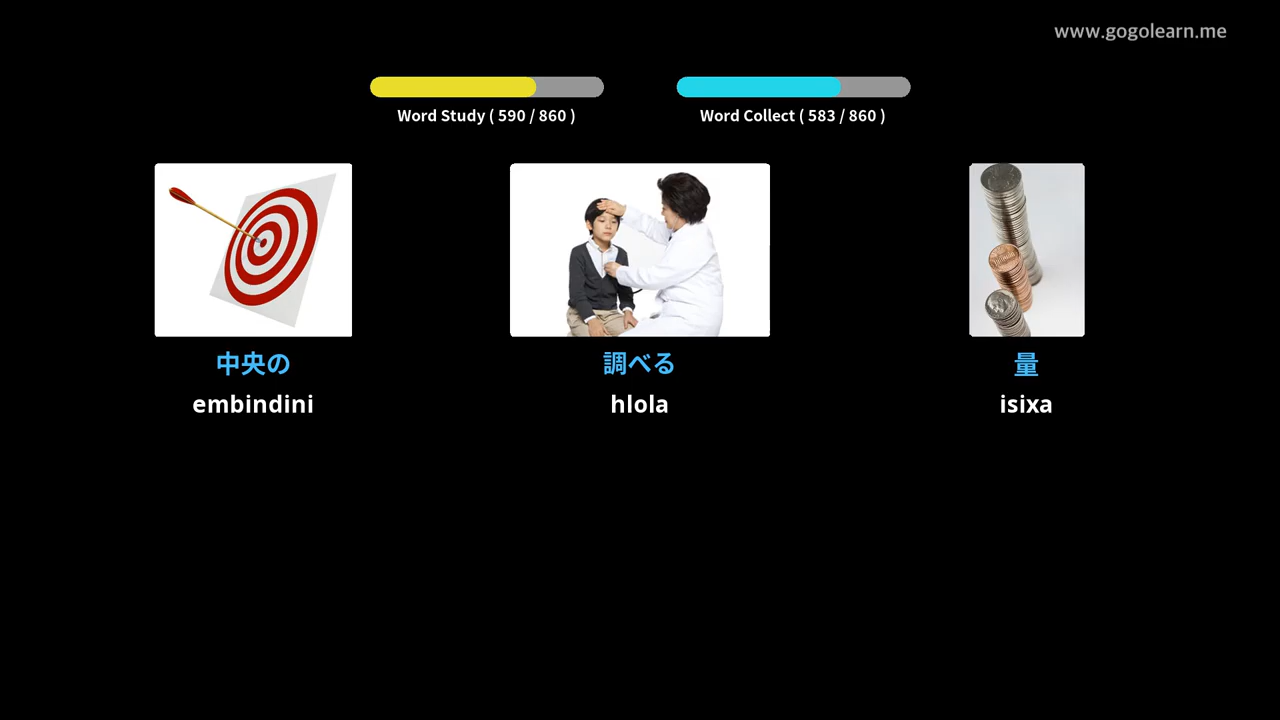 www.gogolearn.me
Word Study ( 590 / 860 )
Word Collect ( 583 / 860 )
中央の
embindini
調べる
hlola
量
isixa